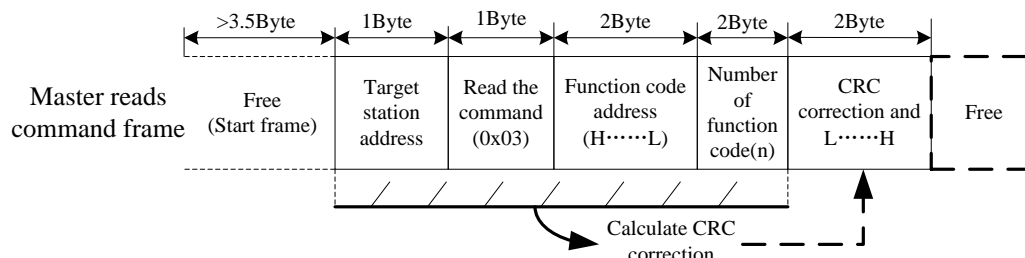 >3.5Byte 1Byte 1Byte 2Byte 2Byte 2Byte
Master reads
command frame
Free
(Start frame)
Target
station
address
Read the
command
(0x03)
Function code
address
(H······L)
Number
of
function
code(n)
CRC
correction and
L······H
Free
Calculate CRC
correction